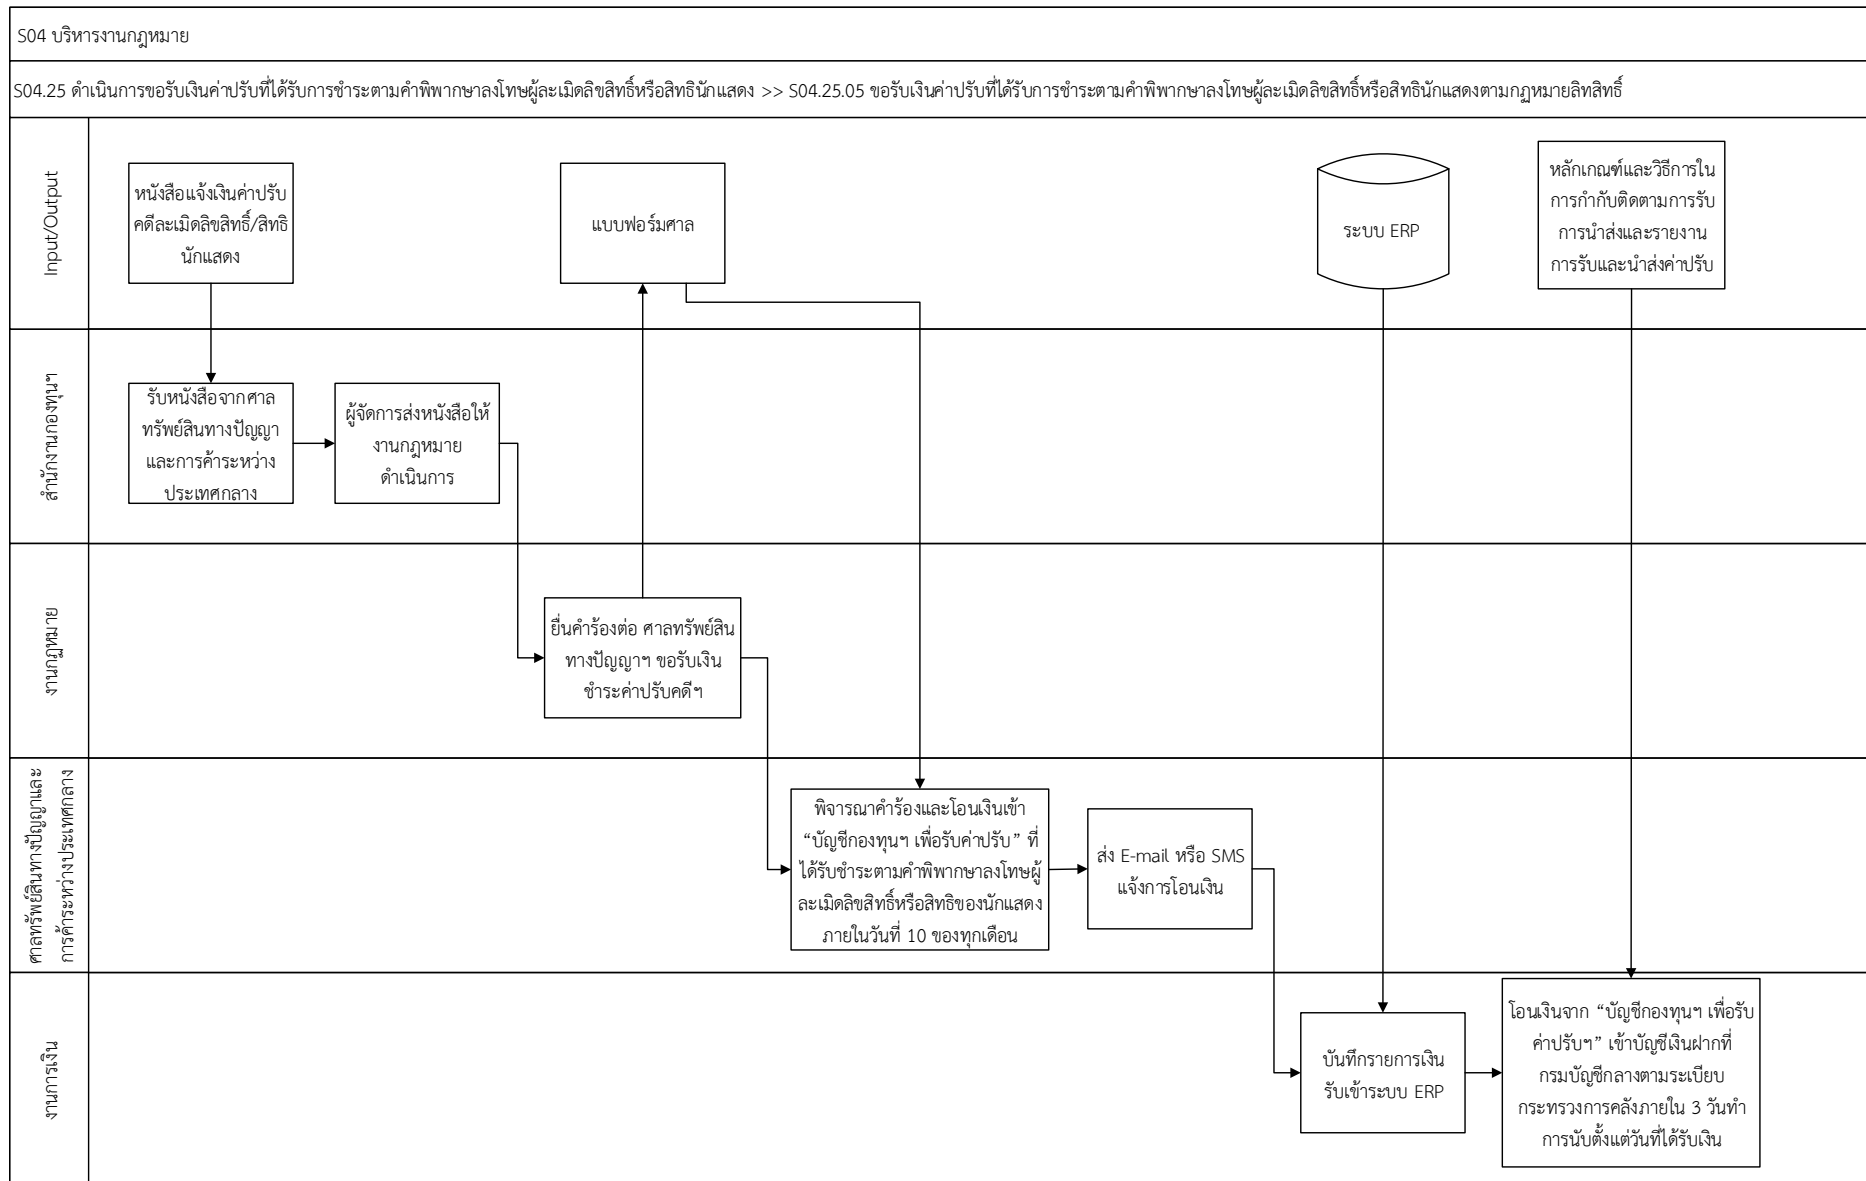 S04 บริหารงานกฎหมาย
S04.25 ดำเนินการขอรับเงินค่าปรับที่ได้รับการชำระตามคำพิพากษาลงโทษผู้ละเมิดลิขสิทธิ์หรือสิทธินักแสดง >> S04.25.05 ขอรับเงินค่าปรับที่ได้รับการชำระตามคำพิพากษาลงโทษผู้ละเมิดลิขสิทธิ์หรือสิทธินักแสดงตามกฎหมายลิทสิทธิ์
Input/Output
หนังสือแจ้งเงินค่าปรับ
คดีละเมิดลิขสิทธิ์/สิทธิ
นักแสดง
แบบฟอร์มศาล
ระบบ ERP
หลักเกณฑ์และวิธีการใน
การกำกับติดตามการรับ
การนำส่งและรายงาน
การรับและนำส่งค่าปรับ
สำนักงานกองทุนฯ
รับหนังสือจากศาล
ทรัพย์สินทางปัญญา
และการค้าระหว่าง
ประเทศกลาง
ผู้จัดการส่งหนังสือให้
งานกฎหมาย
ดำเนินการ
งานกฎหมาย
ยื่นคำร้องต่อ ศาลทรัพย์สิน
ทางปัญญาฯ ขอรับเงิน
ชำระค่าปรับคดีฯ
ศาลทรัพย์สินทางปัญญาและ
การค้าระหว่างประเทศกลาง
พิจารณาคำร้องและโอนเงินเข้า
“บัญชีกองทุนฯ เพื่อรับค่าปรับ” ที่
ได้รับชำระตามคำพิพากษาลงโทษผู้
ละเมิดลิขสิทธิ์หรือสิทธิของนักแสดง
ภายในวันที่ 10 ของทุกเดือน
ส่ง E-mail หรือ SMS
แจ้งการโอนเงิน
งานการเงิน
บันทึกรายการเงิน
รับเข้าระบบ ERP
โอนเงินจาก “บัญชีกองทุนฯ เพื่อรับ
ค่าปรับฯ” เข้าบัญชีเงินฝากที่
กรมบัญชีกลางตามระเบียบ
กระทรวงการคลังภายใน 3 วันทำ
การนับตั้งแต่วันที่ได้รับเงิน